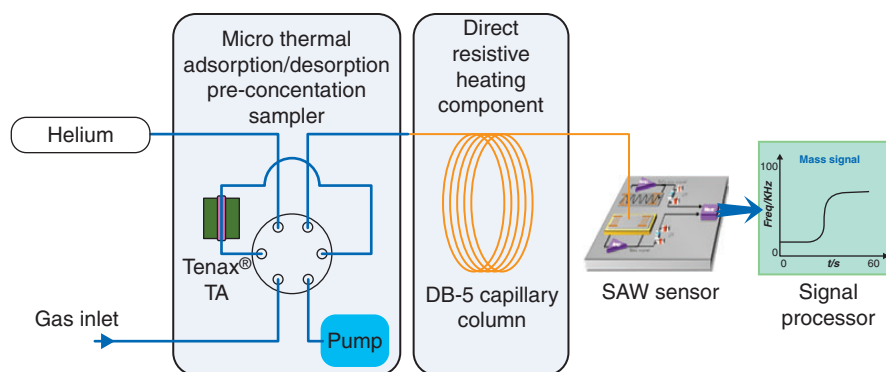 Micro thermal
adsorption/desorption
pre-concentation
sampler
Direct
resistive
heating
component
Helium
Tenax® 
TA
Gas inlet
Pump
DB-5 capillary
column
SAW sensor
Mass signal
Freq/KHz
100
0
0
60
t/s
Signal
processor